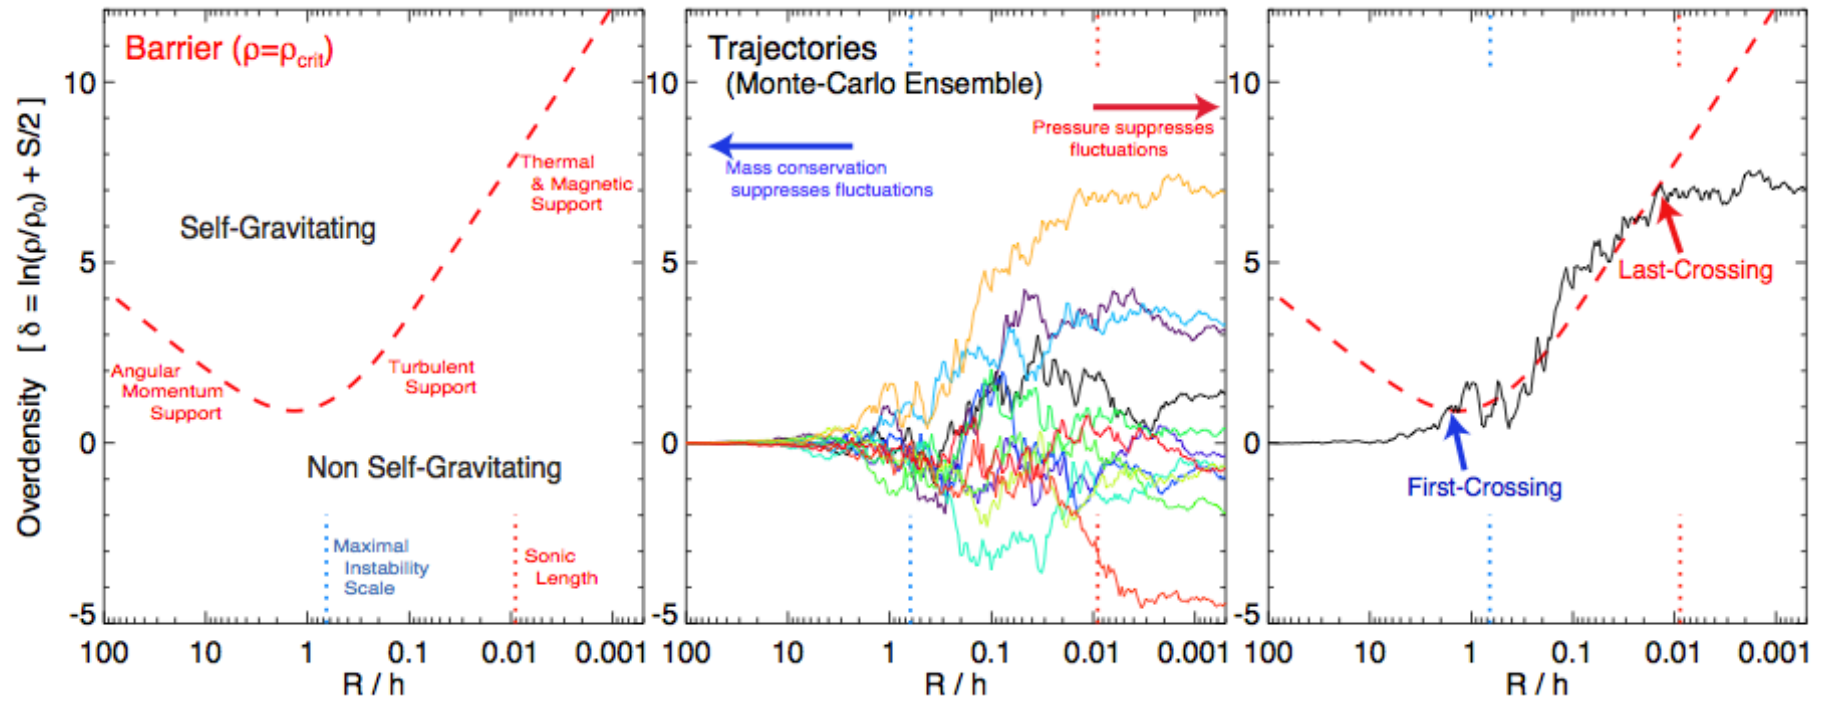 Overdensity [ δ = ln(ρ/ρ0) + S/2 ]
Barrier (ρ=ρcrit)
10
5
0
-5
Self-Gravitating
Thermal
& Magnetic
Support
Angular
Momentum
Support
Turbulent
Support
Non Self-Gravitating
Maximal
Instability
Scale
Sonic
Length
100 10 1 0.1 0.01 0.001
R / h
Trajectories
(Monte-Carlo Ensemble)
10
5
0
-5
Pressure suppresses
fluctuations
Mass conservation
suppresses fluctuations
100 10 1 0.1 0.01 0.001
R / h
10
5
0
-5
Last-Crossing
First-Crossing
100 10 1 0.1 0.01 0.001
R / h